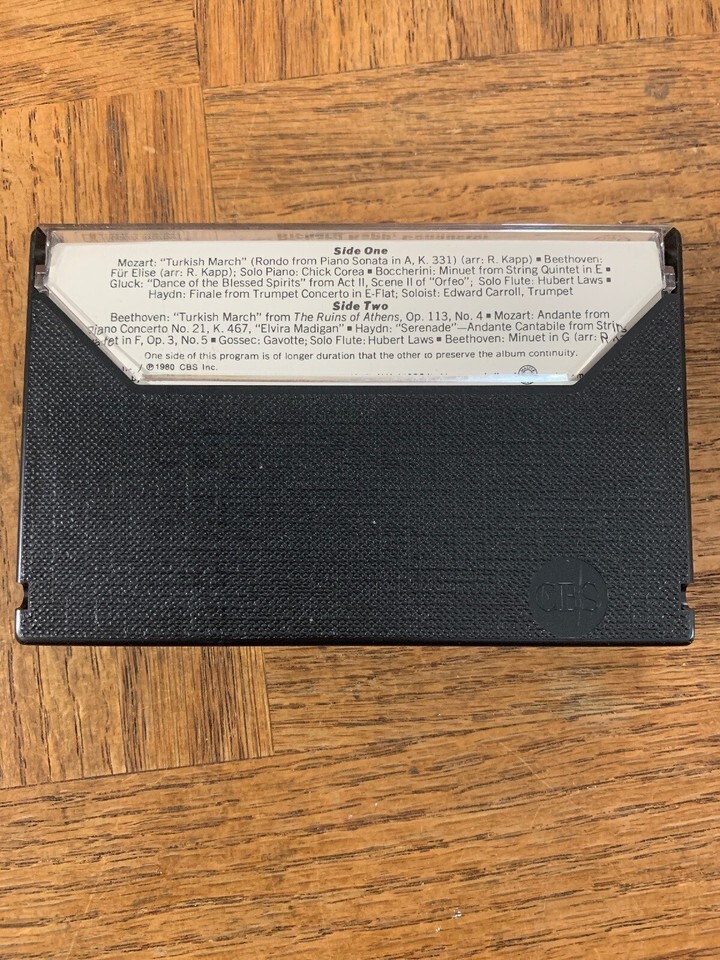 Side One
Mozart: "Turkish March" (Rondo from Piano Sonata in A, K. 331) (arr: R. Kapp) ▪ Beethoven:
Für Elise (arr: R. Kapp); Solo Piano: Chick Corea ▪ Boccherini: Minuet from String Quintet in E ▪
Gluck: "Dance of the Blessed Spirits" from Act II, Scene II of "Orfeo"; Solo Flute: Hubert Laws ▪
Haydn: Finale from Trumpet Concerto in E-Flat; Soloist: Edward Carroll, Trumpet
Side Two
Beethoven: "Turkish March" from The Ruins of Athens, Op. 113, No. 4 ▪ Mozart: Andante from
Piano Concerto No. 21, K. 467, "Elvira Madigan" ▪ Haydn: "Serenade"—Andante Cantabile from String
in F, Op. 3, No. 5 ▪ Gossec: Gavotte; Solo Flute: Hubert Laws ▪ Beethoven: Minuet in G (arr: R
One side of this program is of longer duration that the other to preserve the album continuity.
/ ℗ 1980 CBS Inc.
CBS